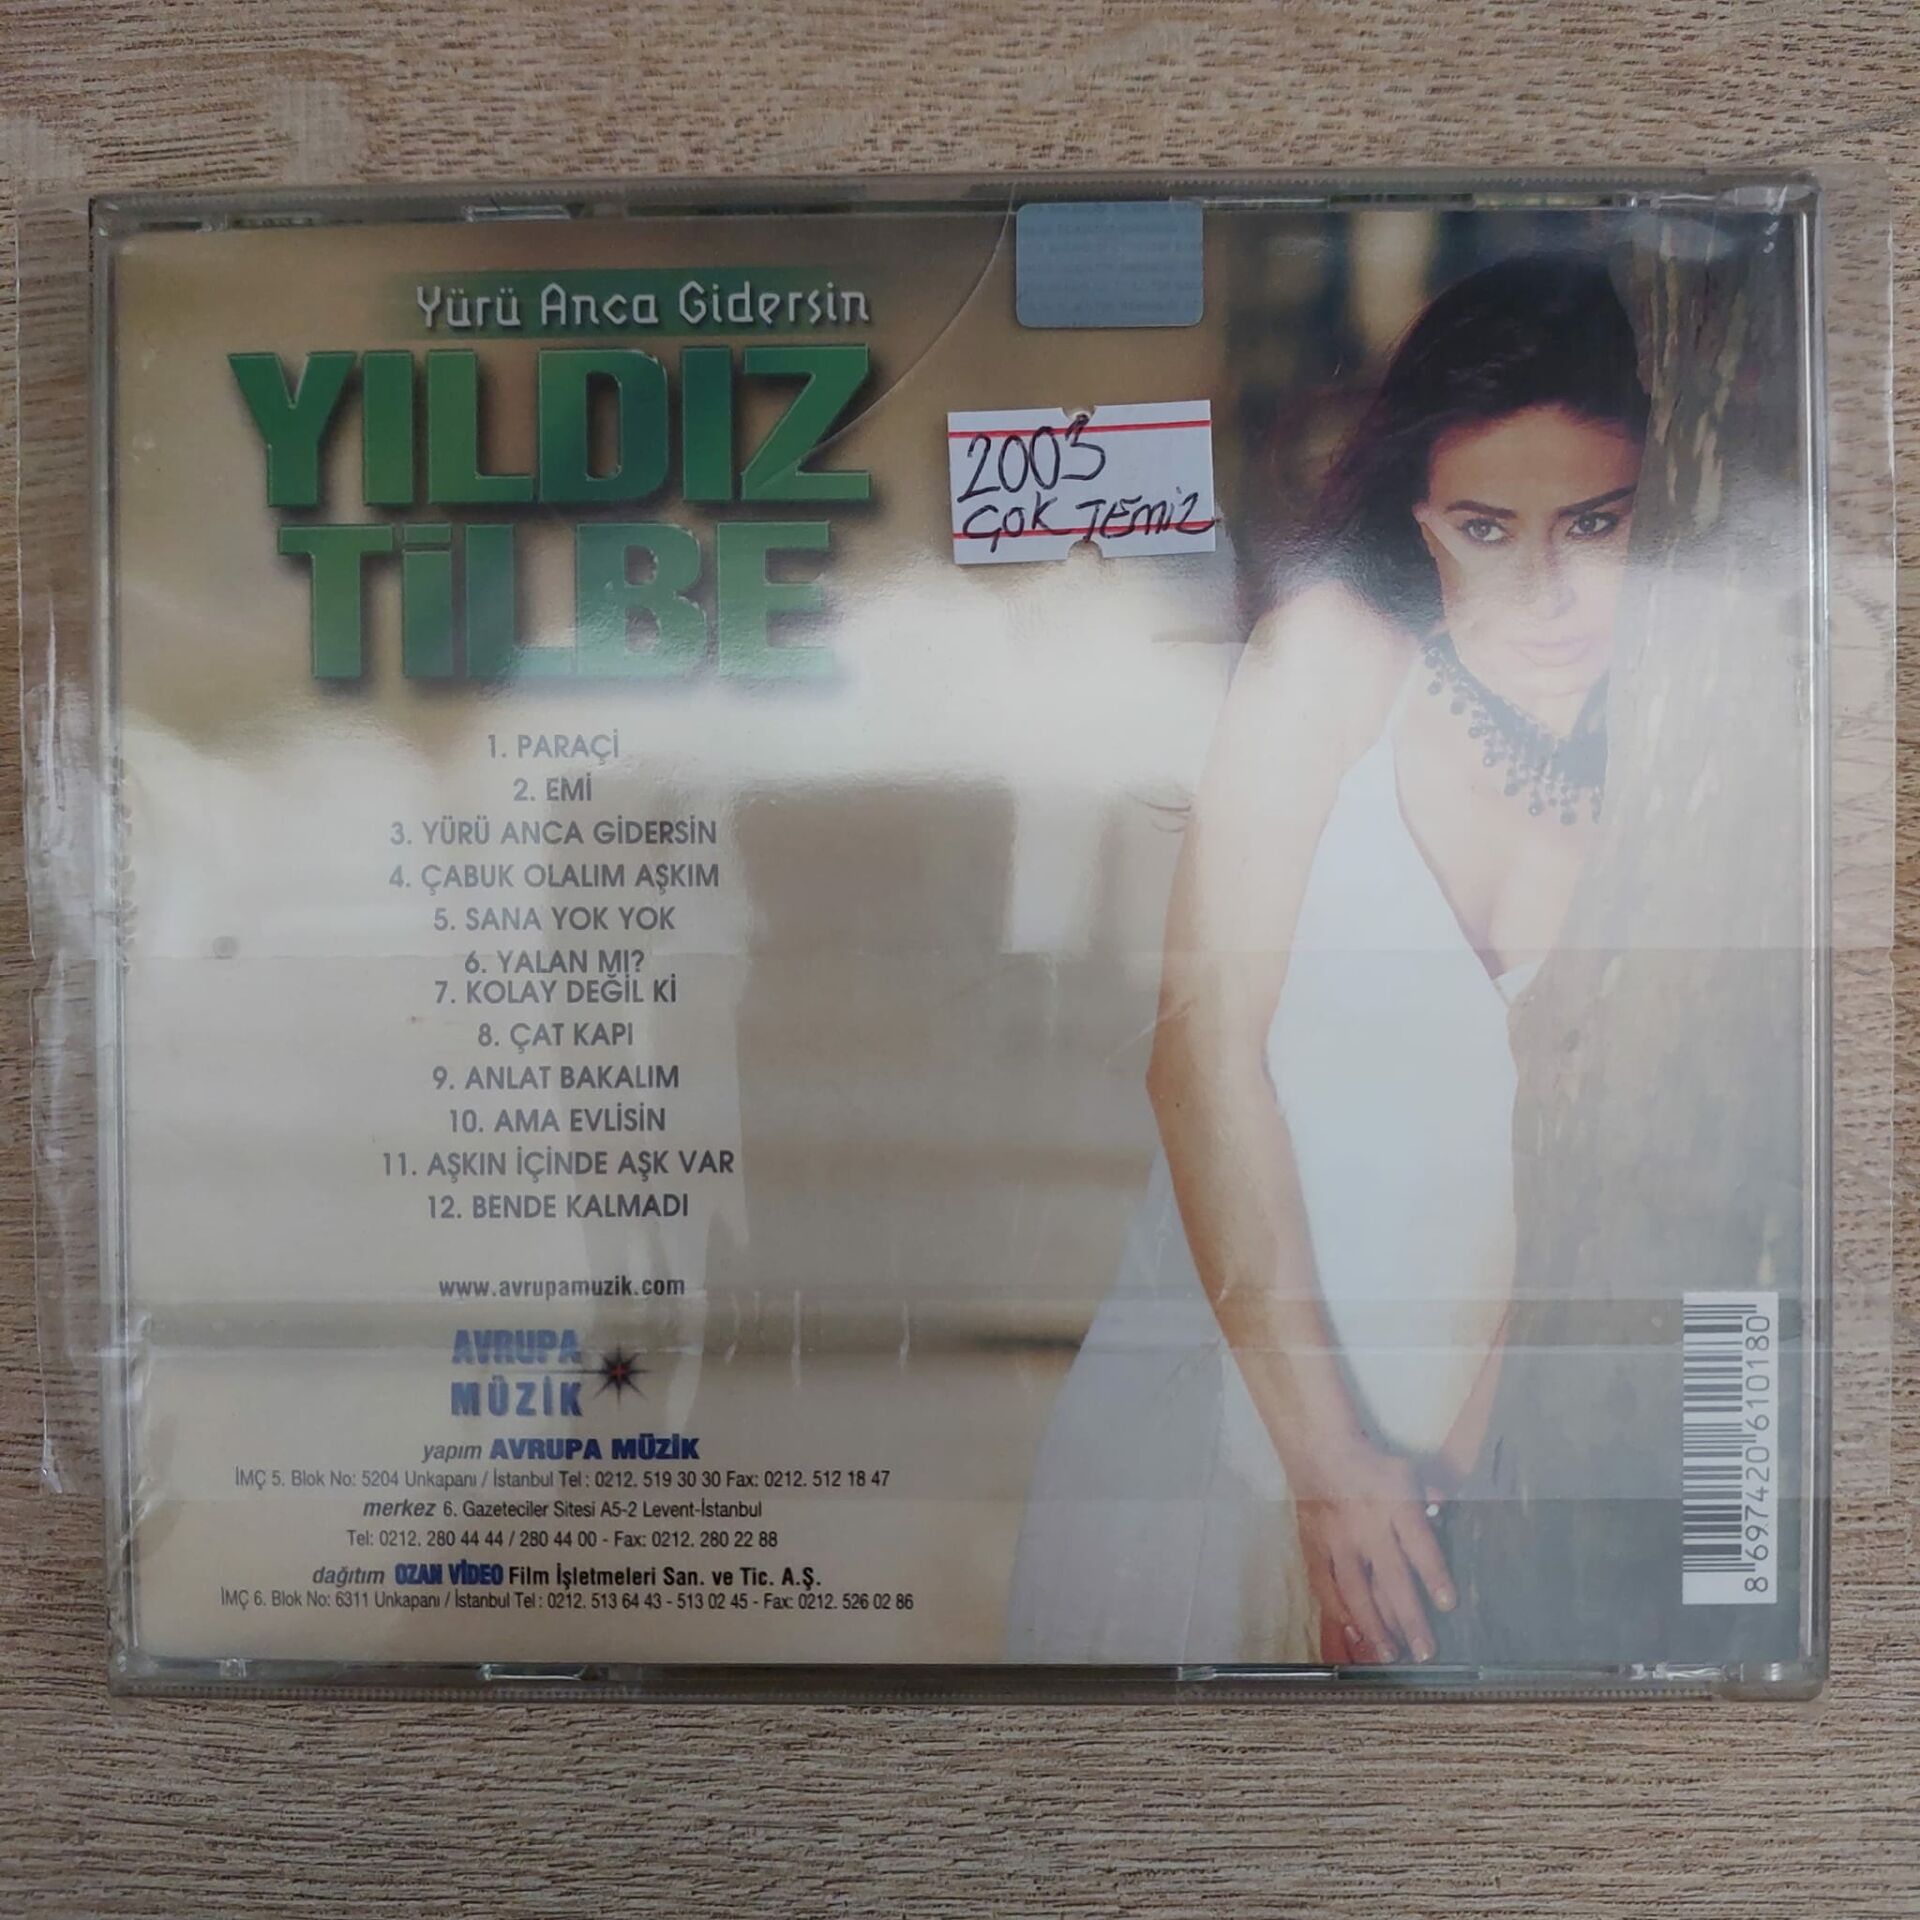 Yürü Anca Gidersin
YILDIZ
TİLBE
2003
ÇOK TEMİZ
1. PARAÇİ
2. EMİ
3. YÜRÜ ANCA GİDERSİN
4. ÇABUK OLALIM AŞKIM
5. SANA YOK YOK
6. YALAN MI?
7. KOLAY DEĞİL Kİ
8. ÇAT KAPI
9. ANLAT BAKALIM
10. AMA EVLİSİN
11. AŞKIN İÇİNDE AŞK VAR
12. BENDE KALMADI
www.avrupamuzik.com
AVRUPA
MÜZİK
yapım AVRUPA MÜZİK
İMÇ 5. Blok No: 5204 Unkapanı / İstanbul Tel : 0212. 519 30 30 Fax: 0212. 512 18 47
merkez 6. Gazeteciler Sitesi A5-2 Levent-İstanbul
Tel: 0212. 280 44 44 / 280 44 00 - Fax: 0212. 280 22 88
dağıtım OZAN VİDEO Film İşletmeleri San. ve Tic. A.Ş.
İMÇ 6. Blok No: 6311 Unkapanı / İstanbul Tel : 0212. 513 64 43 - 513 02 45 - Fax: 0212. 526 02 86
8 697420 610180